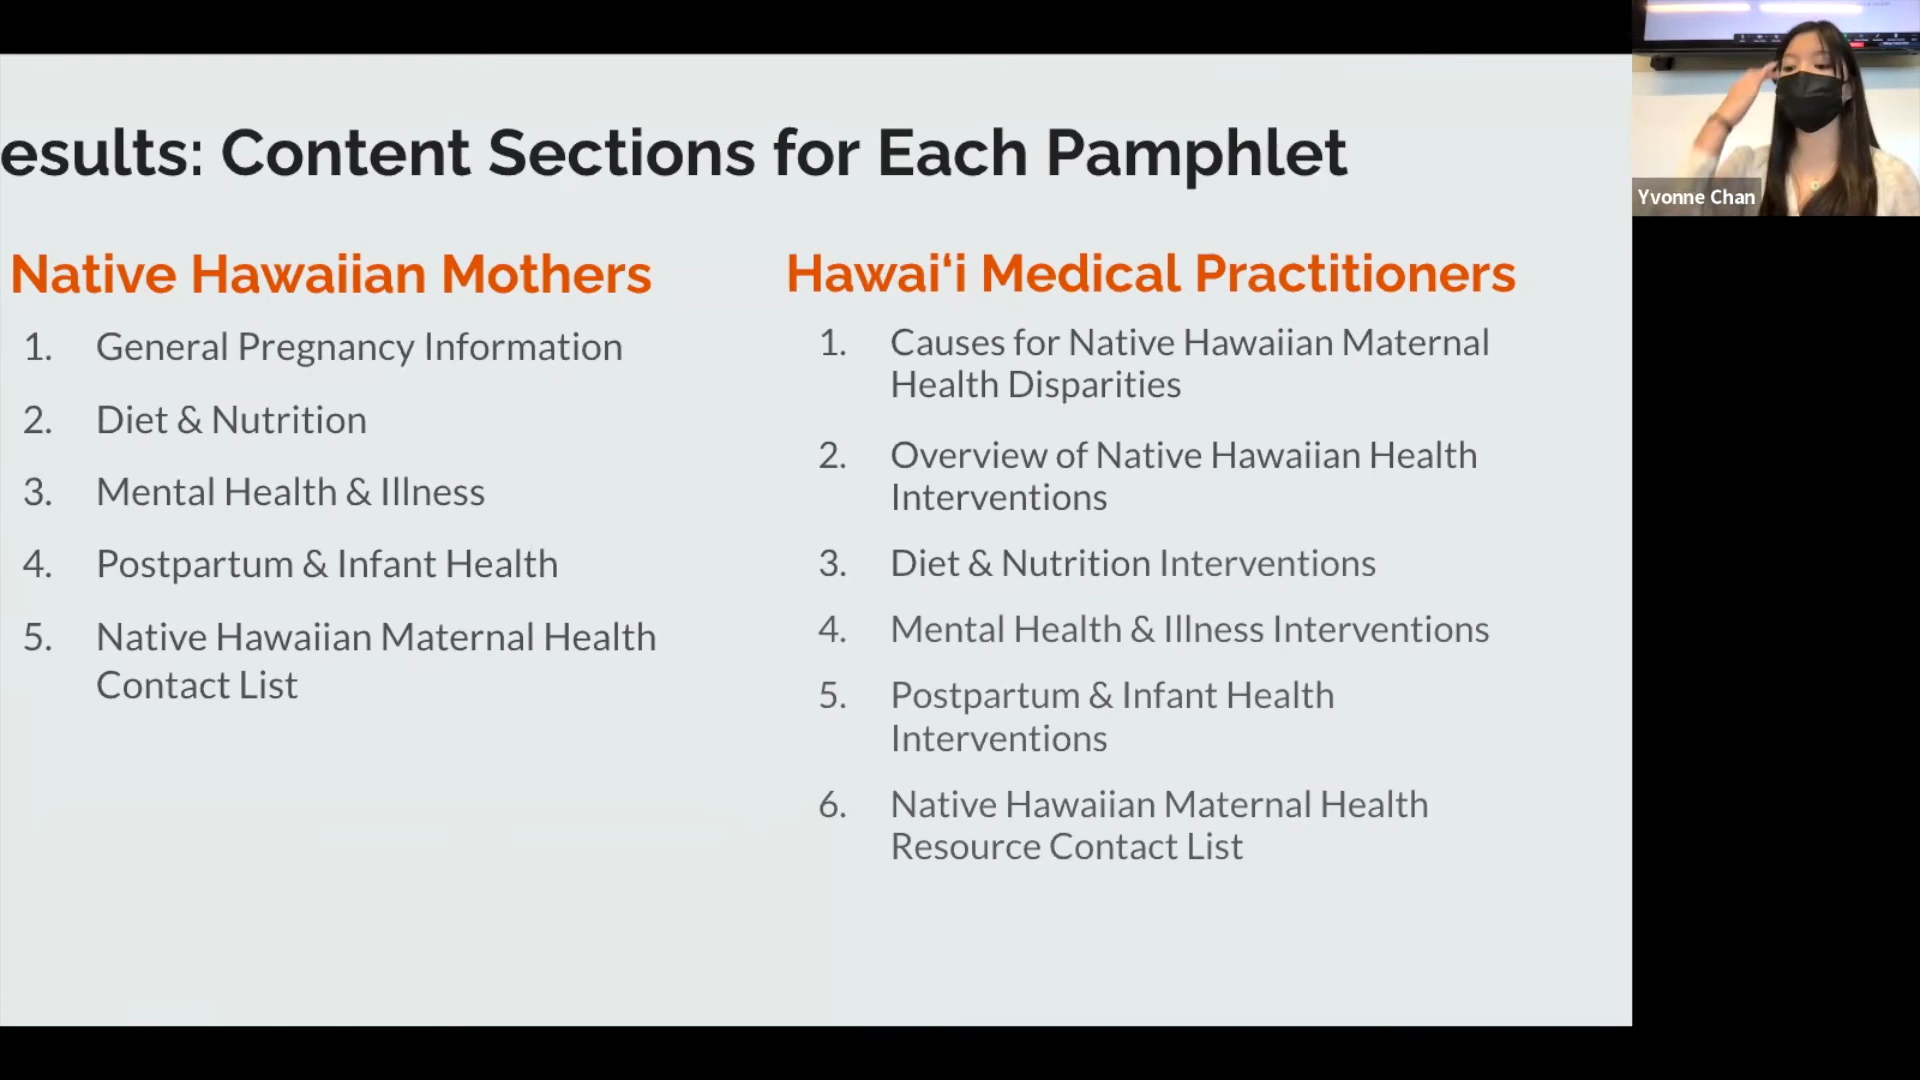 esults: Content Sections for Each Pamphlet
Native Hawaiian Mothers
1. General Pregnancy Information
2. Diet & Nutrition
3. Mental Health & Illness
4. Postpartum & Infant Health
5. Native Hawaiian Maternal Health
Contact List
Hawaiʻi Medical Practitioners
1. Causes for Native Hawaiian Maternal
Health Disparities
2. Overview of Native Hawaiian Health
Interventions
3. Diet & Nutrition Interventions
4. Mental Health & Illness Interventions
5. Postpartum & Infant Health
Interventions
6. Native Hawaiian Maternal Health
Resource Contact List
Yvonne Chan